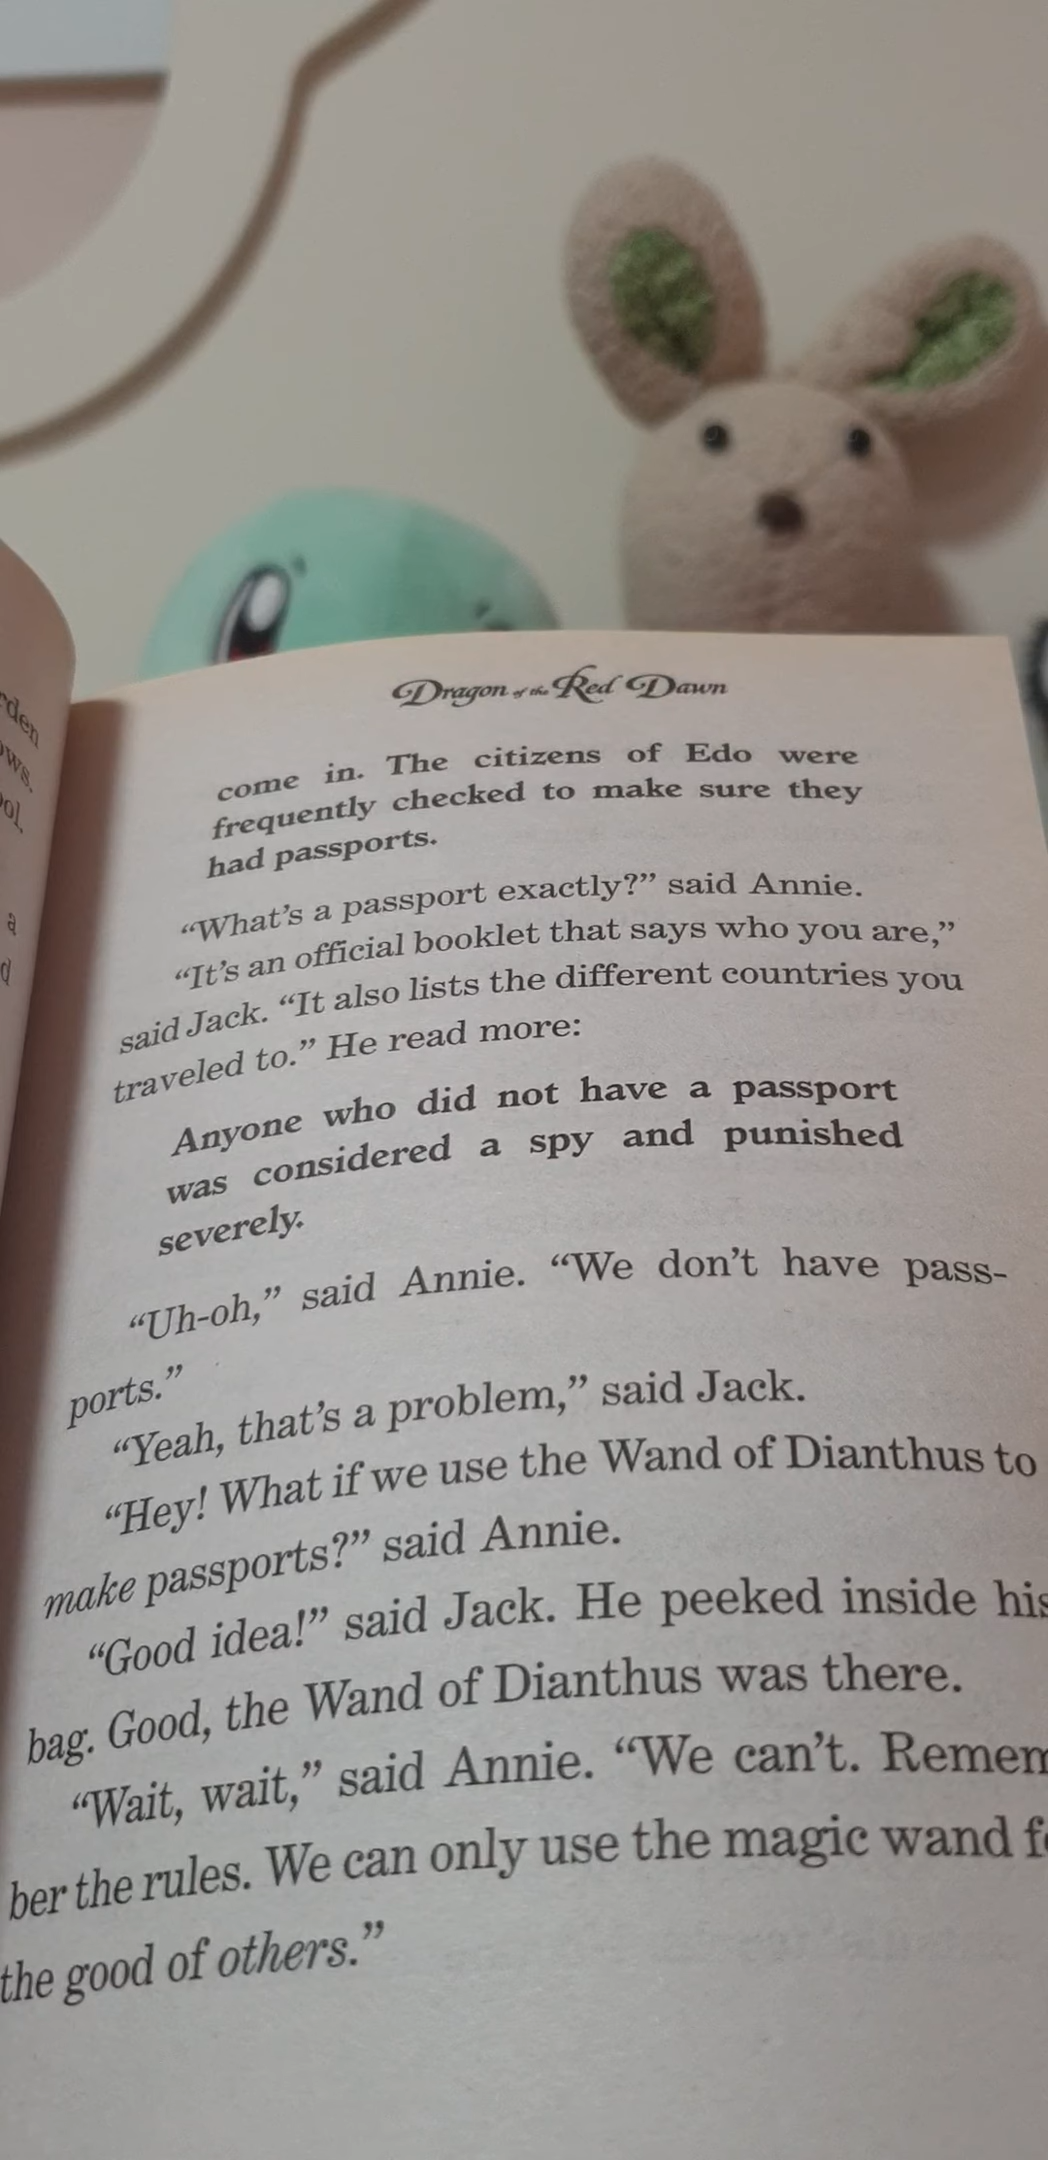 rden
ows.
ol.
a
d
Dragon of the Red Dawn
come in. The citizens of Edo were
frequently checked to make sure they
had passports.
“What’s a passport exactly?” said Annie.
“It’s an official booklet that says who you are,”
said Jack. “It also lists the different countries you
traveled to.” He read more:
Anyone who did not have a passport
was considered a spy and punished
severely.
“Uh-oh,” said Annie. “We don’t have pass-
ports.”
“Yeah, that’s a problem,” said Jack.
“Hey! What if we use the Wand of Dianthus to
make passports?” said Annie.
“Good idea!” said Jack. He peeked inside his
bag. Good, the Wand of Dianthus was there.
“Wait, wait,” said Annie. “We can’t. Remem
ber the rules. We can only use the magic wand f
the good of others.”